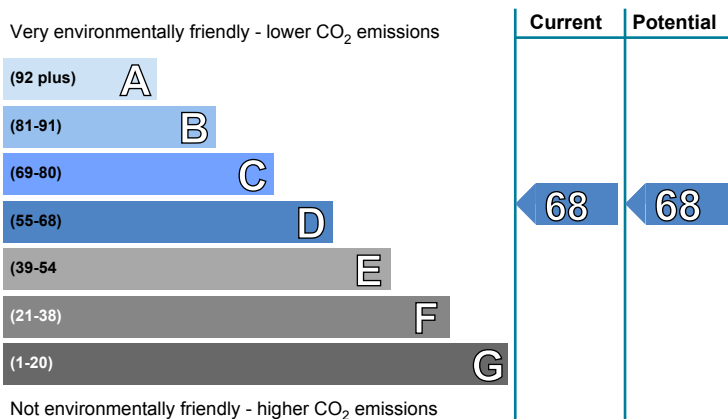 Current Potential
Very environmentally friendly - lower CO2 emissions
(92 plus) A
(81-91) B
(69-80) C
(55-68) D 68 68
(39-54 E
(21-38) F
(1-20) G
Not environmentally friendly - higher CO2 emissions